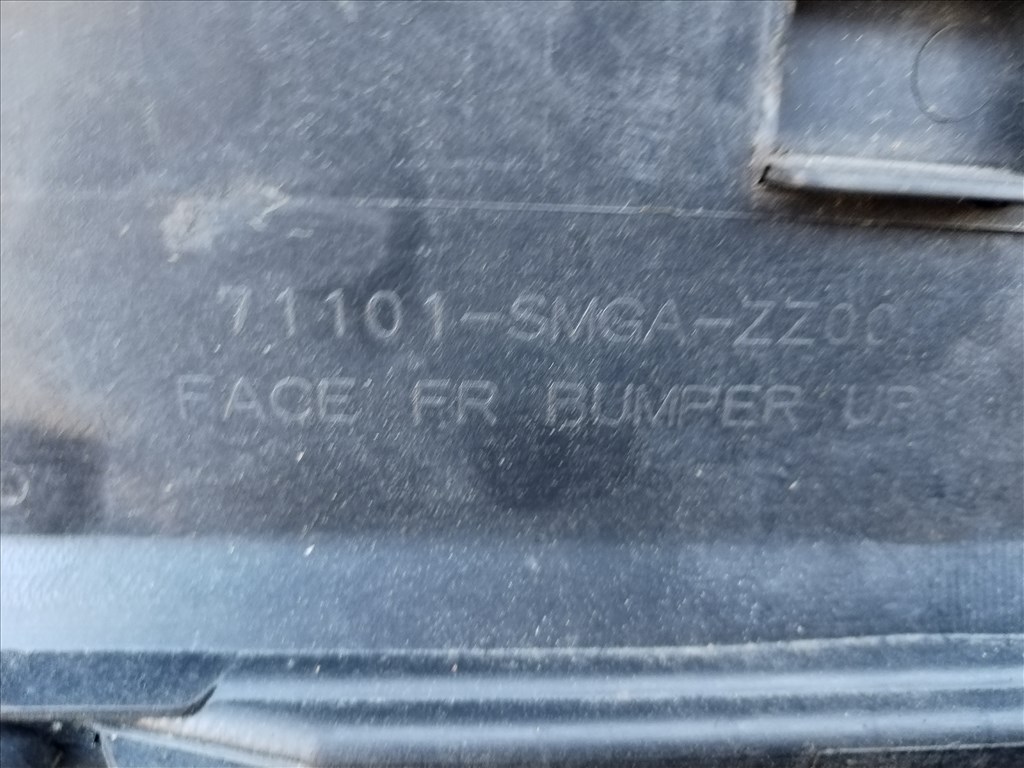 71101-SMGA-ZZ00
FACE FR BUMPER UP